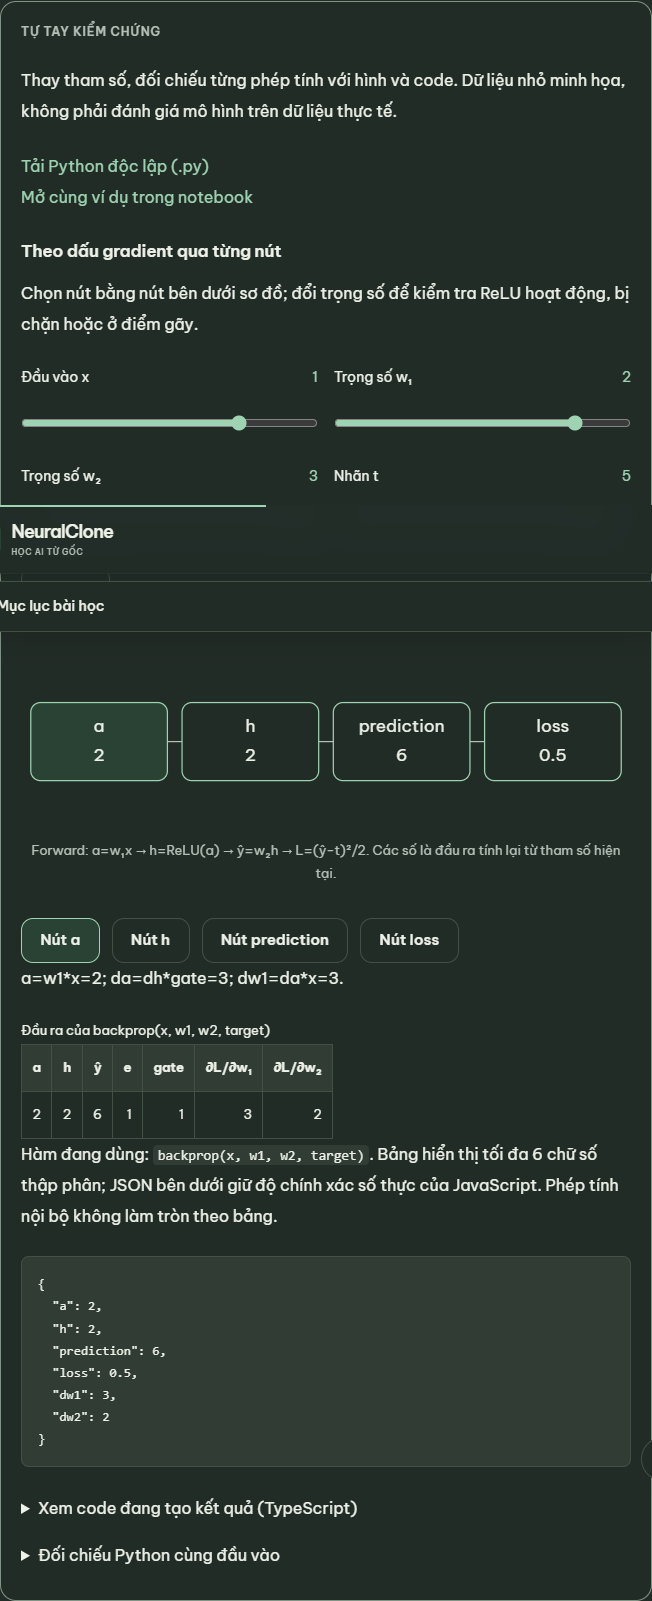 TỰ TAY KIỂM CHỨNG
Thay tham số, đối chiếu từng phép tính với hình và code. Dữ liệu nhỏ minh họa,
không phải đánh giá mô hình trên dữ liệu thực tế.
Tải Python độc lập (.py)
Mở cùng ví dụ trong notebook
Theo dấu gradient qua từng nút
Chọn nút bằng nút bên dưới sơ đồ; đổi trọng số để kiểm tra ReLU hoạt động, bị
chặn hoặc ở điểm gãy.
Đầu vào x 1 Trọng số w₁ 2
Trọng số w₂ 3 Nhãn t 5
NeuralClone
HỌC AI TỪ GỐC
Mục lục bài học
a h prediction loss
2 2 6 0.5
Forward: a=w₁x→h=ReLU(a)→ŷ=w₂h→L=(ŷ−t)²/2. Các số là đầu ra tính lại từ tham số hiện
tại.
Nút a Nút h Nút prediction Nút loss
a=w1*x=2; da=dh*gate=3; dw1=da*x=3.
Đầu ra của backprop(x, w1, w2, target)
a h ŷ e gate ∂L/∂w₁ ∂L/∂w₂
2 2 6 1 1 3 2
Hàm đang dùng: backprop(x, w1, w2, target). Bảng hiển thị tối đa 6 chữ số
thập phân; JSON bên dưới giữ độ chính xác số thực của JavaScript. Phép tính
nội bộ không làm tròn theo bảng.
{
"a": 2,
"h": 2,
"prediction": 6,
"loss": 0.5,
"dw1": 3,
"dw2": 2
}
Xem code đang tạo kết quả (TypeScript)
Đối chiếu Python cùng đầu vào